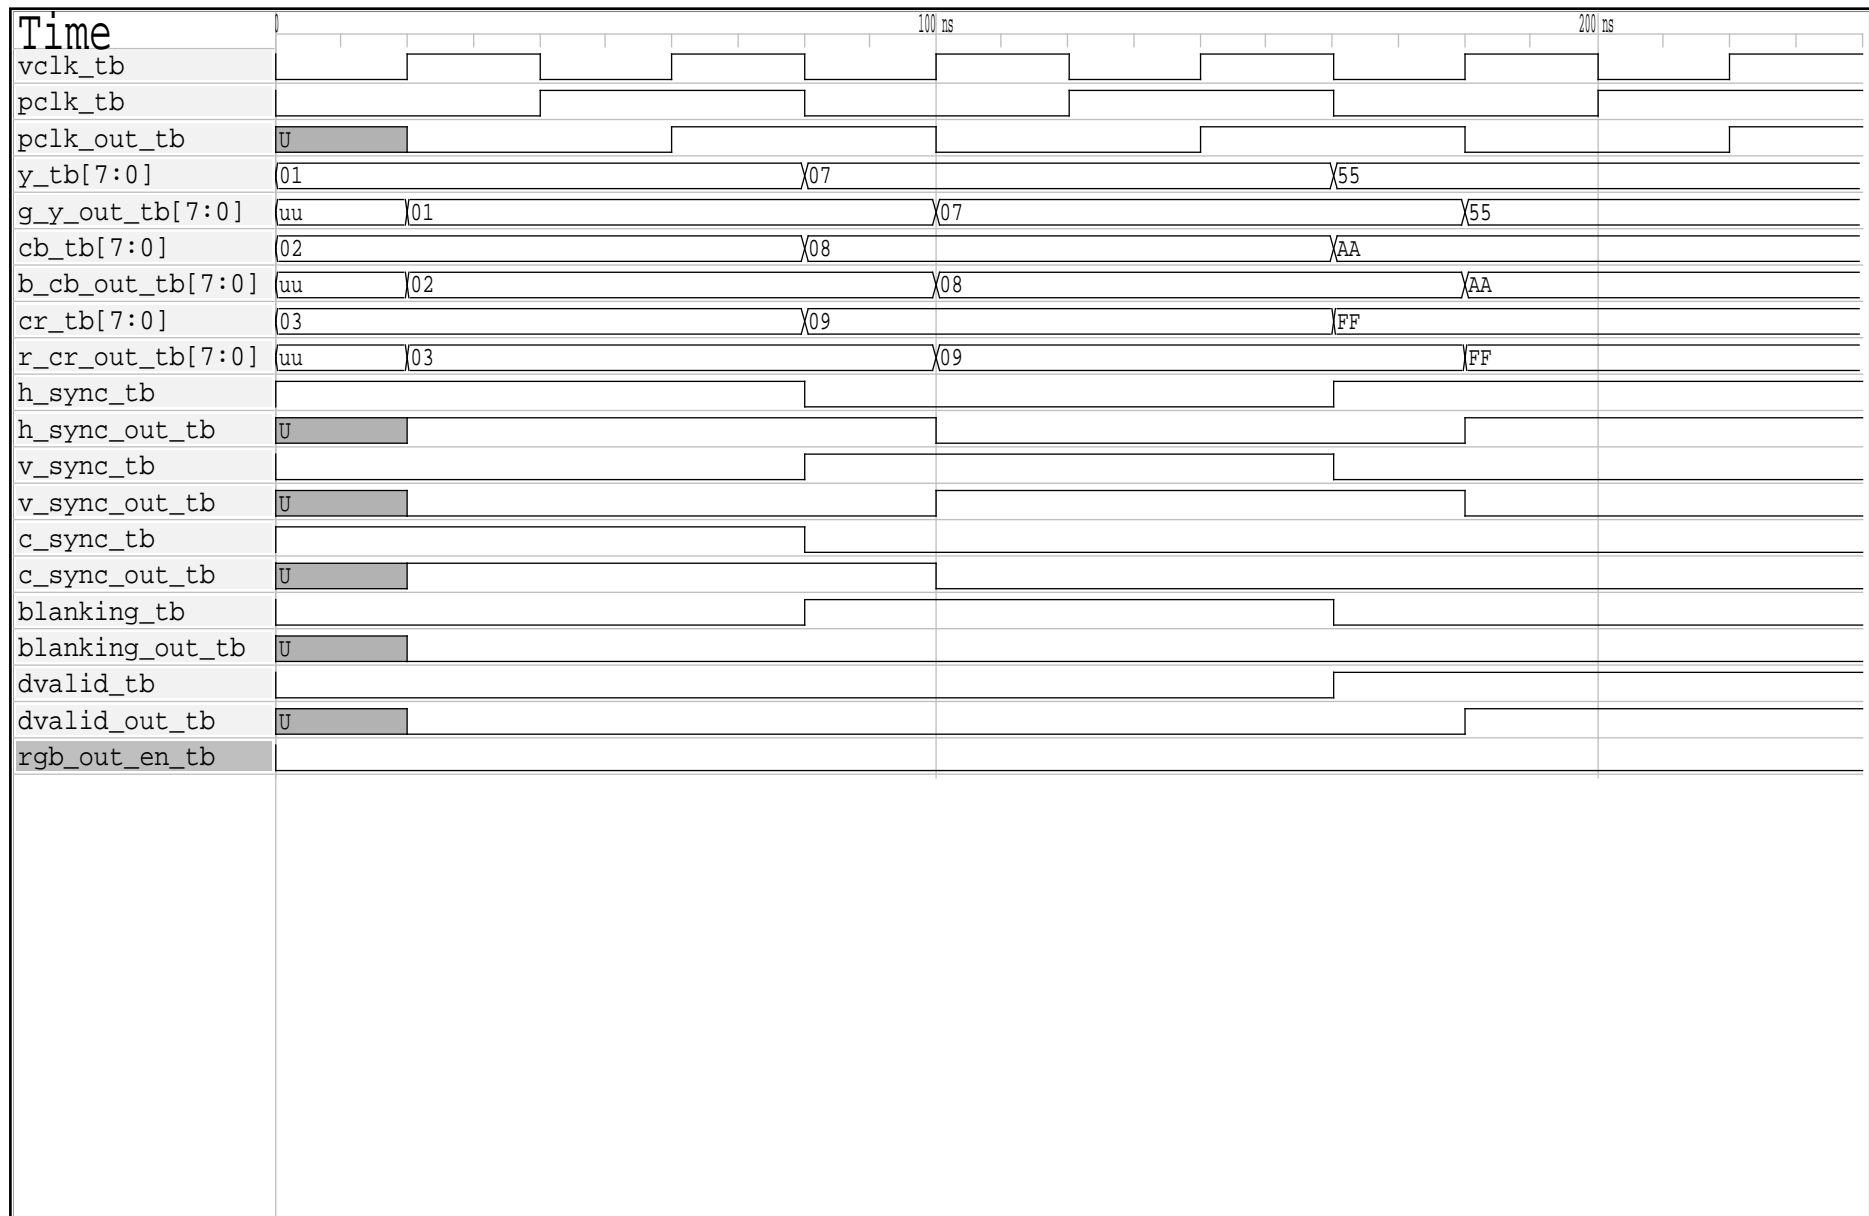 Time 0 100 ns 200 ns
vclk_tb
pclk_tb
pclk_out_tb U
y_tb[7:0] 01 07 55
g_y_out_tb[7:0] uu 01 07 55
cb_tb[7:0] 02 08 AA
b_cb_out_tb[7:0] uu 02 08 AA
cr_tb[7:0] 03 09 FF
r_cr_out_tb[7:0] uu 03 09 FF
h_sync_tb
h_sync_out_tb U
v_sync_tb
v_sync_out_tb U
c_sync_tb
c_sync_out_tb U
blanking_tb
blanking_out_tb U
dvalid_tb
dvalid_out_tb U
rgb_out_en_tb